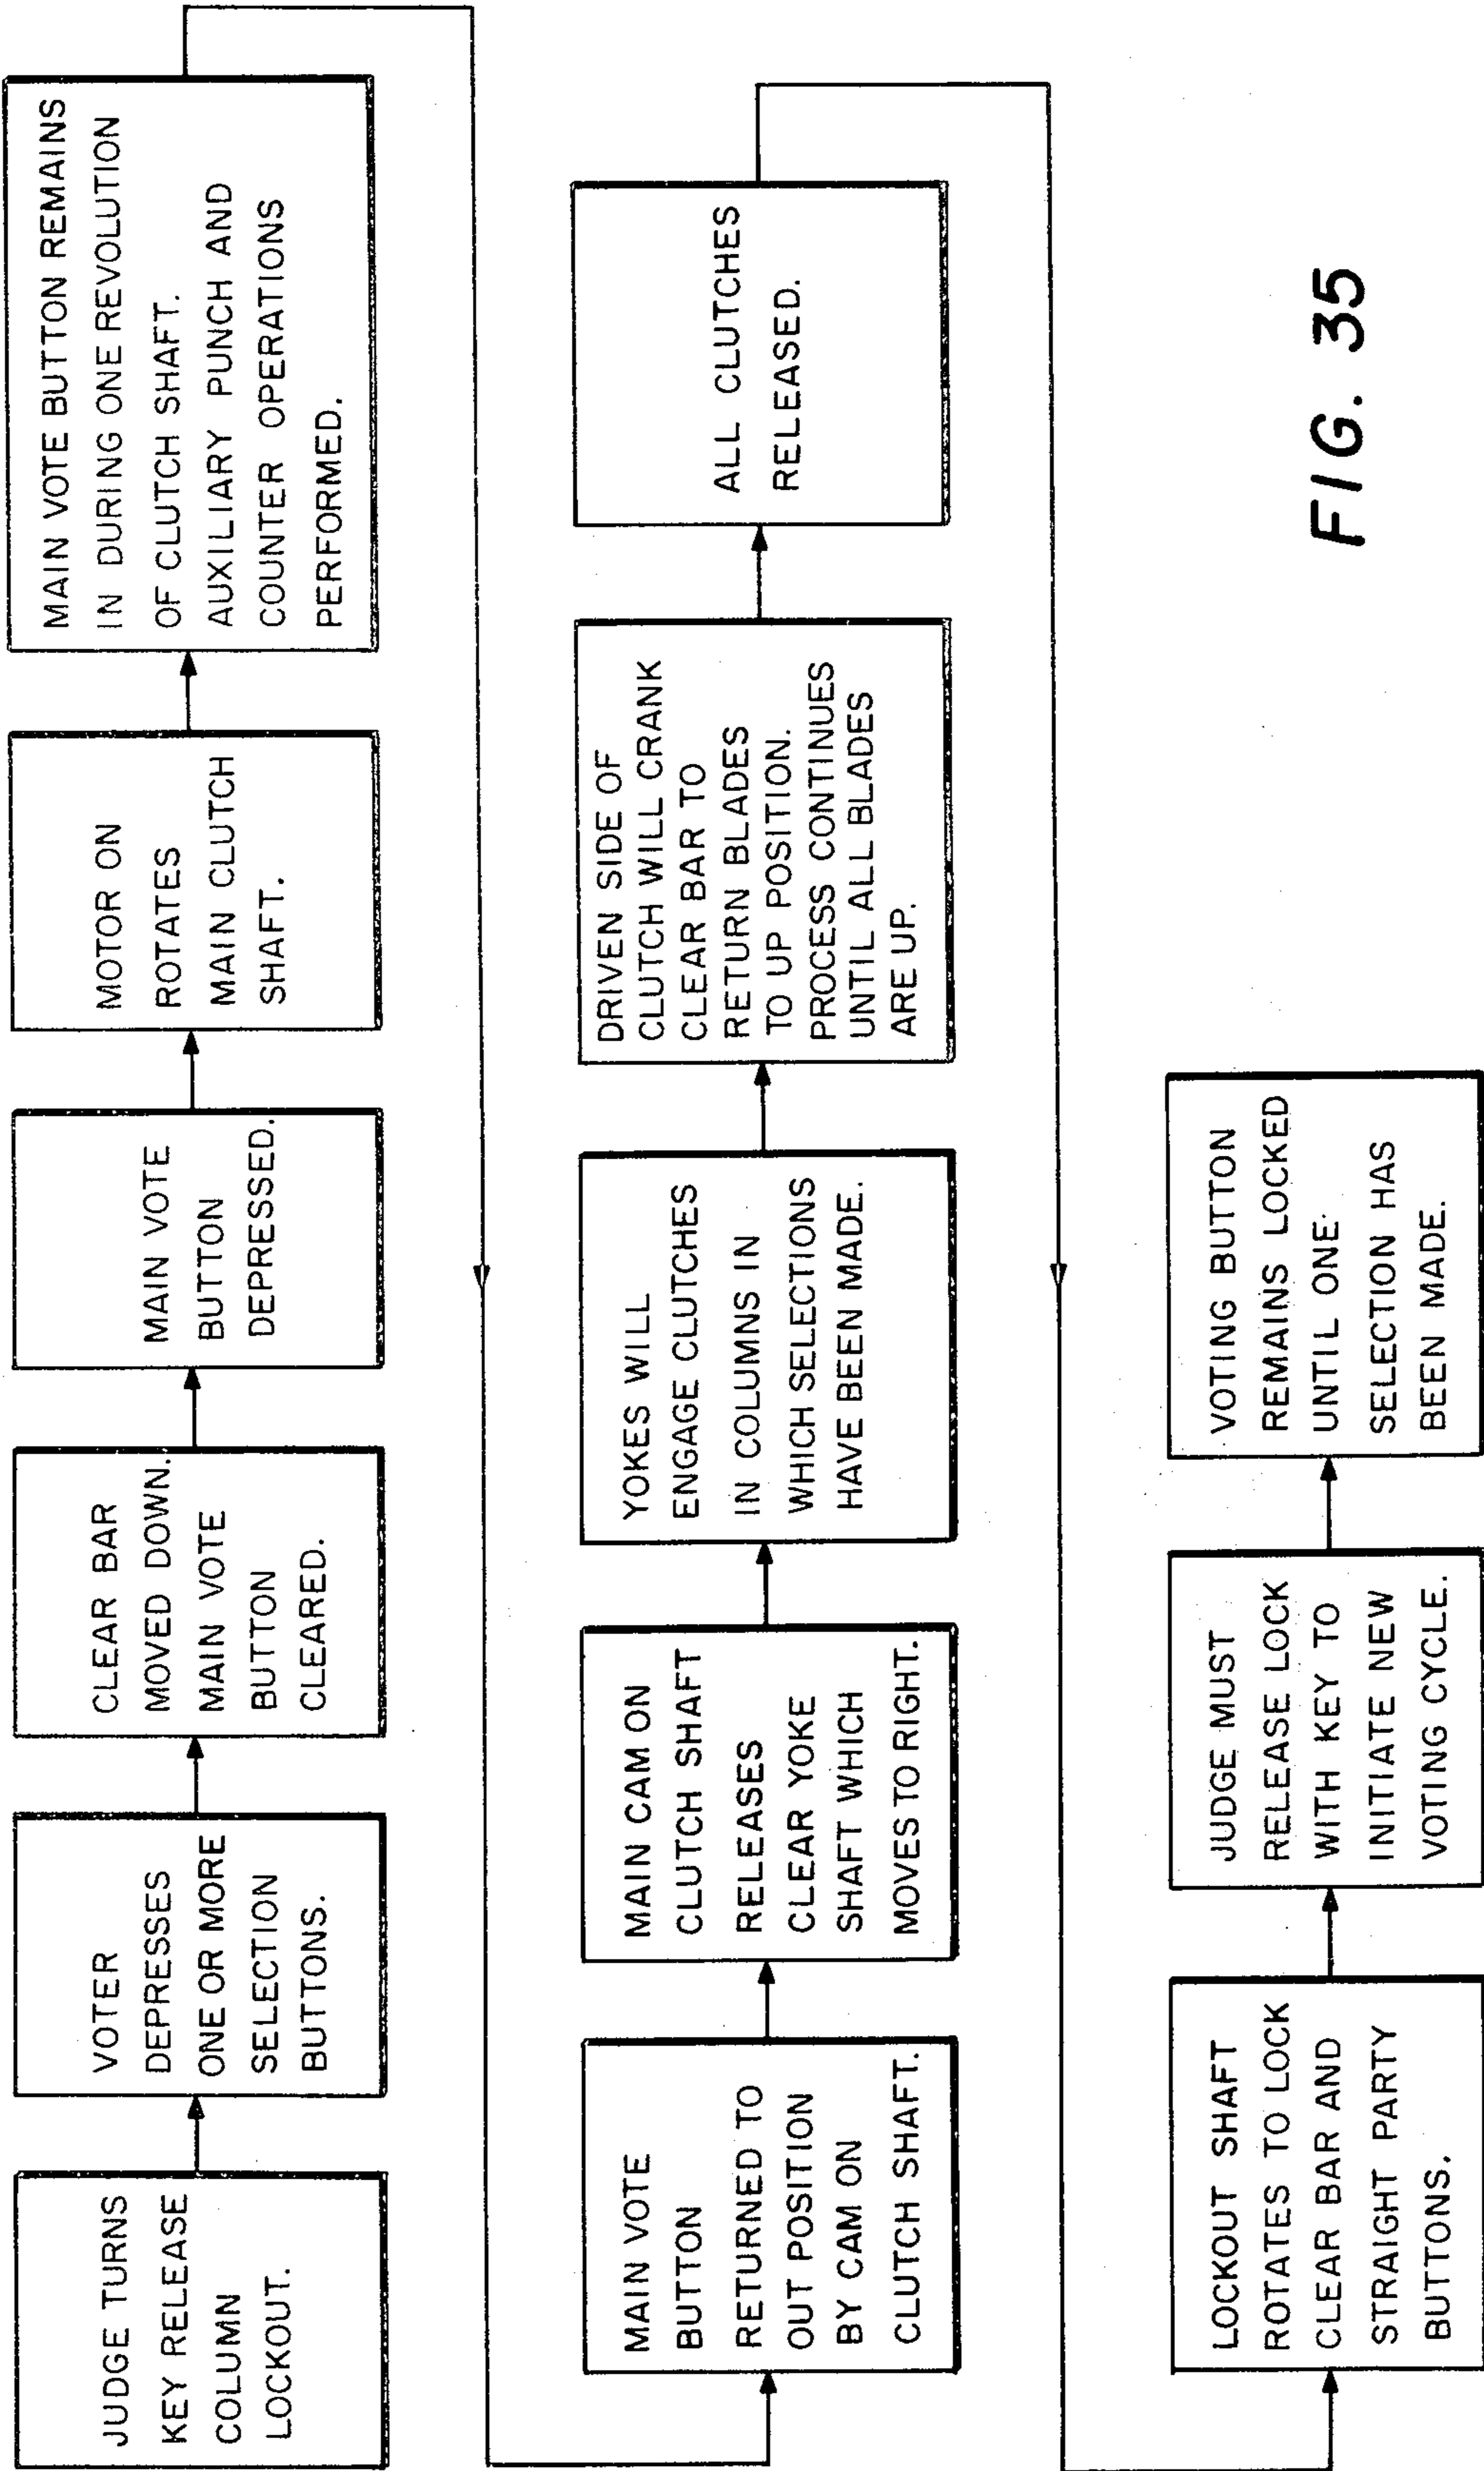 JUDGE TURNS
KEY RELEASE
COLUMN
LOCKOUT.
VOTER
DEPRESSES
ONE OR MORE
SELECTION
BUTTONS.
CLEAR BAR
MOVED DOWN.
MAIN VOTE
BUTTON
CLEARED.
MAIN VOTE
BUTTON
DEPRESSED.
MOTOR ON
ROTATES
MAIN CLUTCH
SHAFT.
MAIN VOTE BUTTON REMAINS
IN DURING ONE REVOLUTION
OF CLUTCH SHAFT.
AUXILIARY PUNCH AND
COUNTER OPERATIONS
PERFORMED.
MAIN VOTE
BUTTON
RETURNED TO
OUT POSITION
BY CAM ON
CLUTCH SHAFT.
MAIN CAM ON
CLUTCH SHAFT
RELEASES
CLEAR YOKE
SHAFT WHICH
MOVES TO RIGHT.
YOKES WILL
ENGAGE CLUTCHES
IN COLUMNS IN
WHICH SELECTIONS
HAVE BEEN MADE.
DRIVEN SIDE OF
CLUTCH WILL CRANK
CLEAR BAR TO
RETURN BLADES
TO UP POSITION.
PROCESS CONTINUES
UNTIL ALL BLADES
ARE UP.
ALL CLUTCHES
RELEASED.
LOCKOUT SHAFT
ROTATES TO LOCK
CLEAR BAR AND
STRAIGHT PARTY
BUTTONS.
JUDGE MUST
RELEASE LOCK
WITH KEY TO
INITIATE NEW
VOTING CYCLE.
VOTING BUTTON
REMAINS LOCKED
UNTIL ONE
SELECTION HAS
BEEN MADE.
FIG. 35